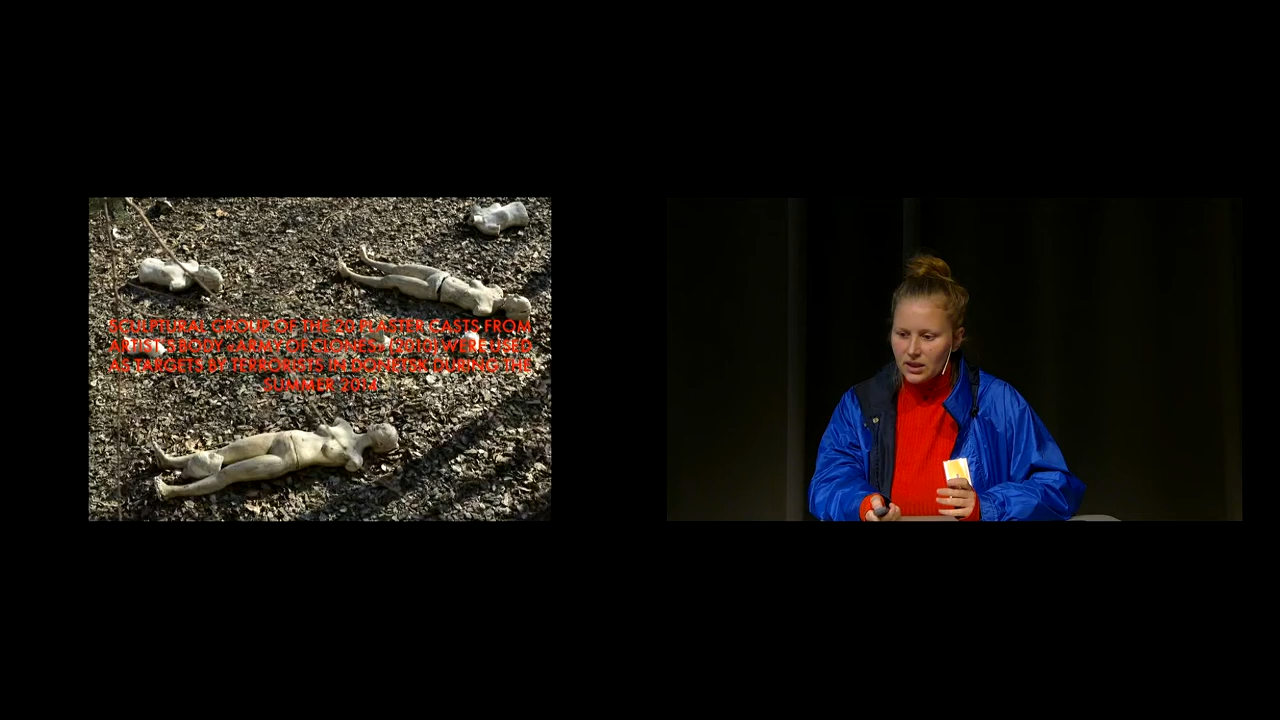 SCULPTURAL GROUP OF THE 20 PLASTER CASTS FROM
ARTIST'S BODY «ARMY OF CLONES» (2010) WERE USED
AS TARGETS BY TERRORISTS IN DONETSK DURING THE
SUMMER 2014